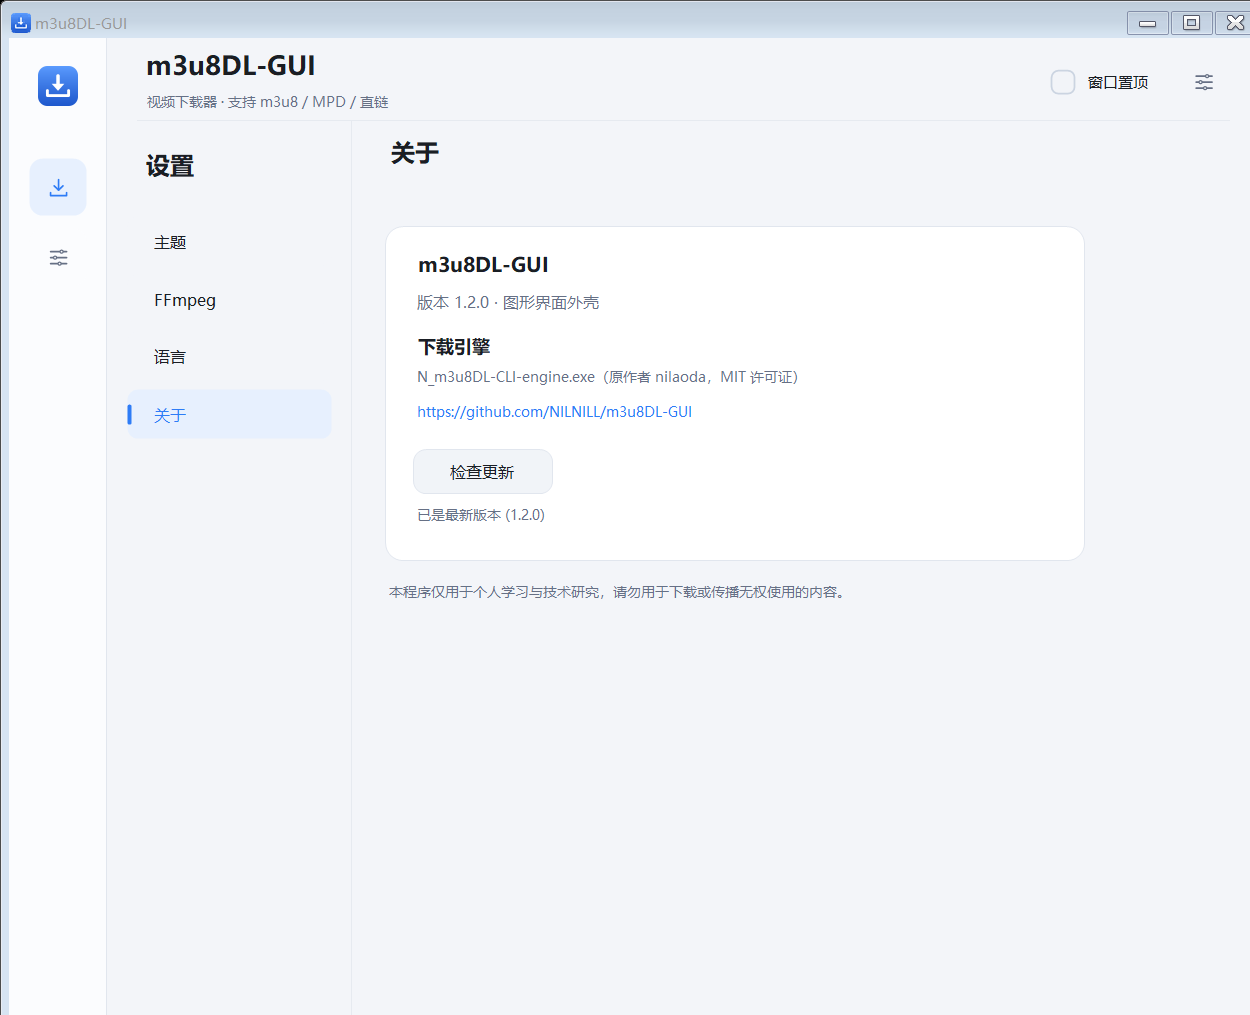 m3u8DL-GUI
m3u8DL-GUI
视频下载器 · 支持 m3u8 / MPD / 直链
窗口置顶
设置
主题
FFmpeg
语言
关于
关于
m3u8DL-GUI
版本 1.2.0 · 图形界面外壳
下载引擎
N_m3u8DL-CLI-engine.exe（原作者 nilaoda，MIT 许可证）
https://github.com/NILNILL/m3u8DL-GUI
检查更新
已是最新版本 (1.2.0)
本程序仅用于个人学习与技术研究，请勿用于下载或传播无权使用的内容。